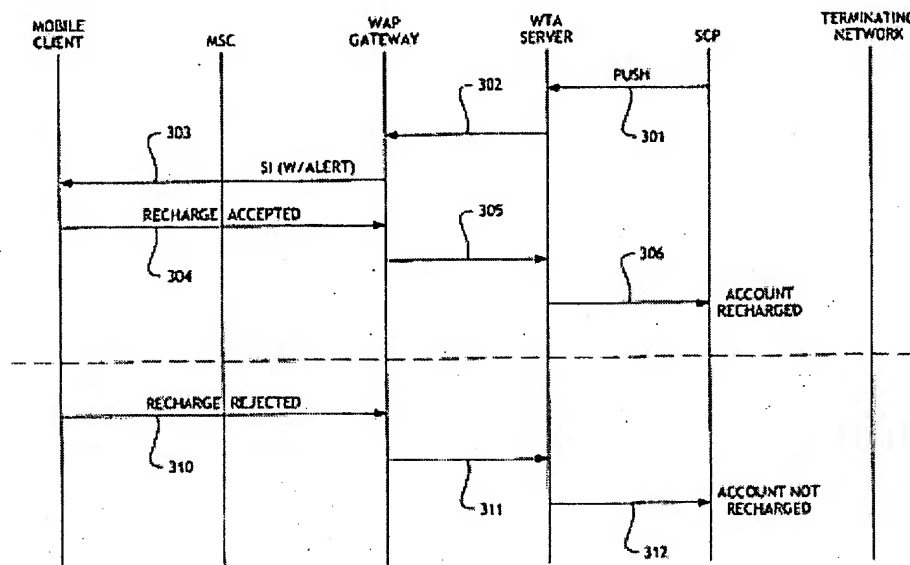 MOBILE
CLIENT
MSC
WAP
GATEWAY
WTA
SERVER
SCP
TERMINATING
NETWORK
PUSH
302
301
303
SI (W/ALERT)
RECHARGE ACCEPTED
305
304
306
ACCOUNT
RECHARGED
RECHARGE REJECTED
310
311
ACCOUNT NOT
RECHARGED
312